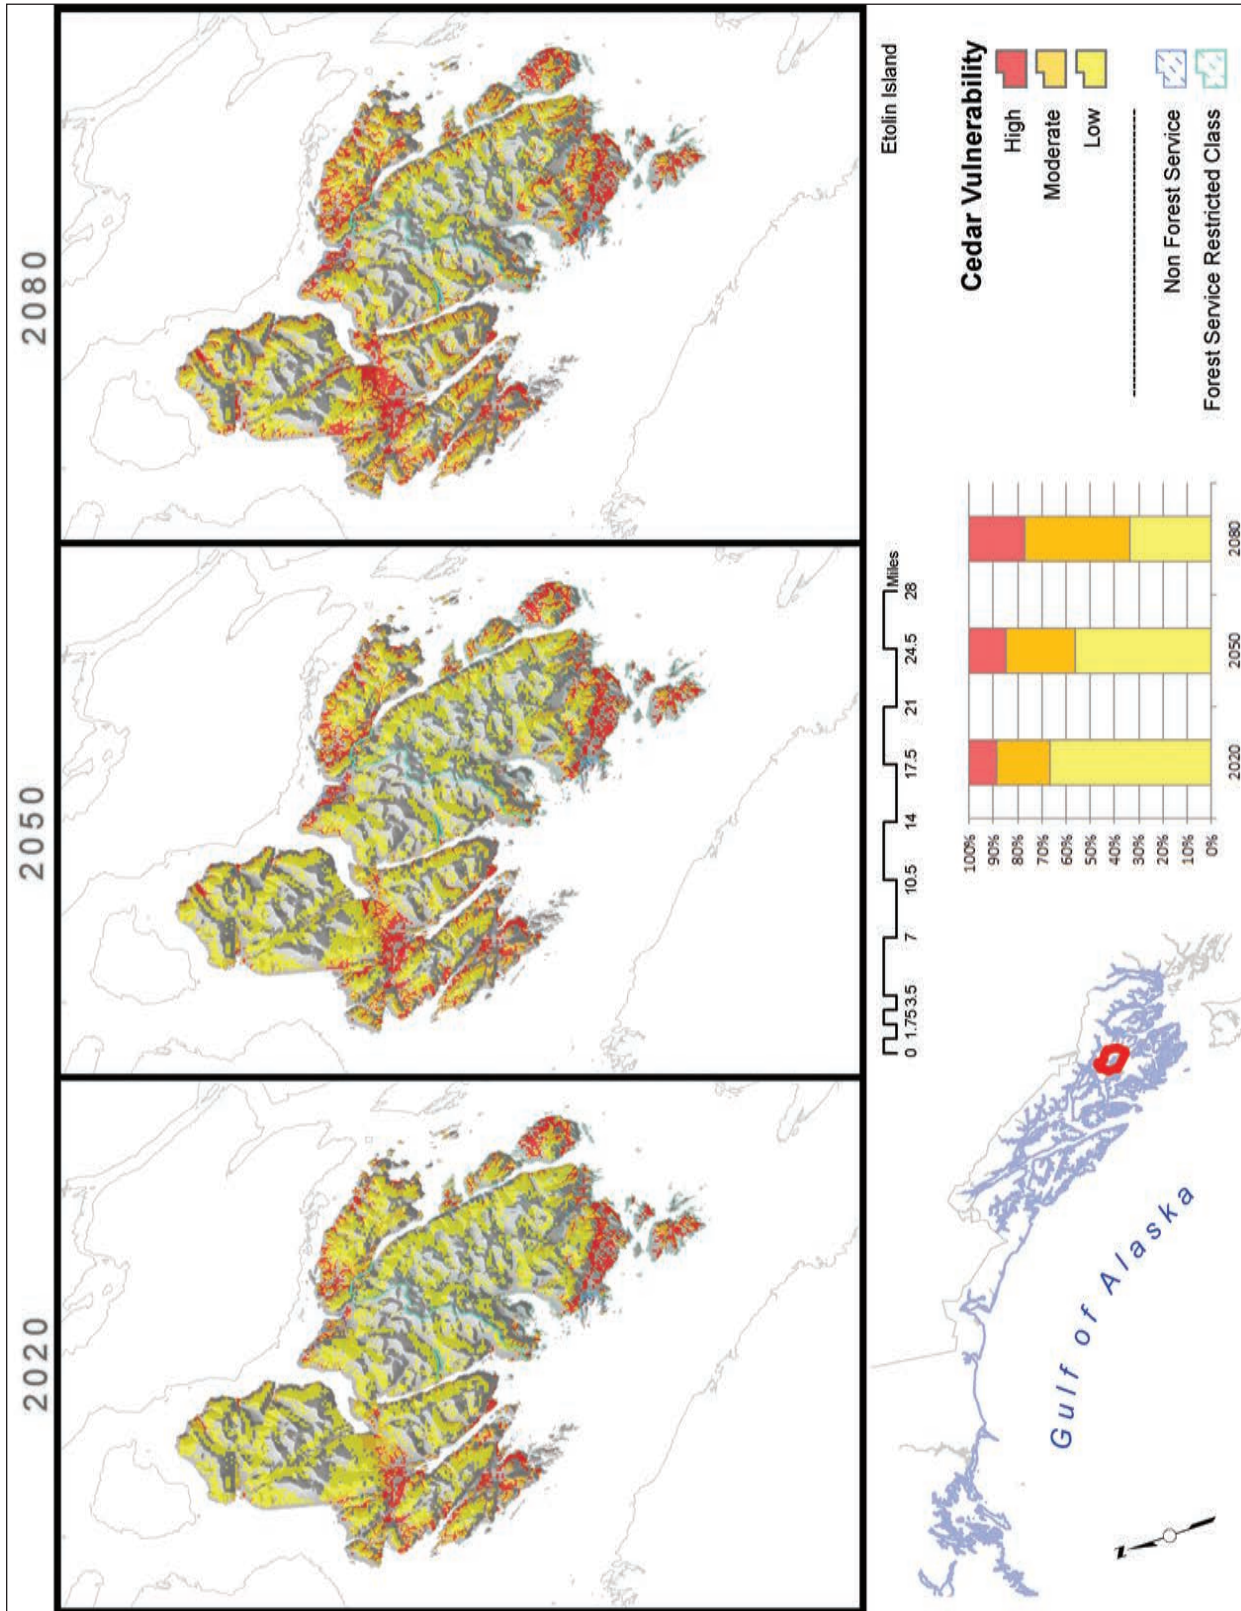 2020
2050
2080
Etolin Island
0 1.75 3.5 7 10.5 14 17.5 21 24.5 28
Miles
Cedar Vulnerability
High
Moderate
Low
Non Forest Service
Forest Service Restricted Class
100%
90%
80%
70%
60%
50%
40%
30%
20%
10%
0%
2020 2050 2080
Gulf of Alaska
N